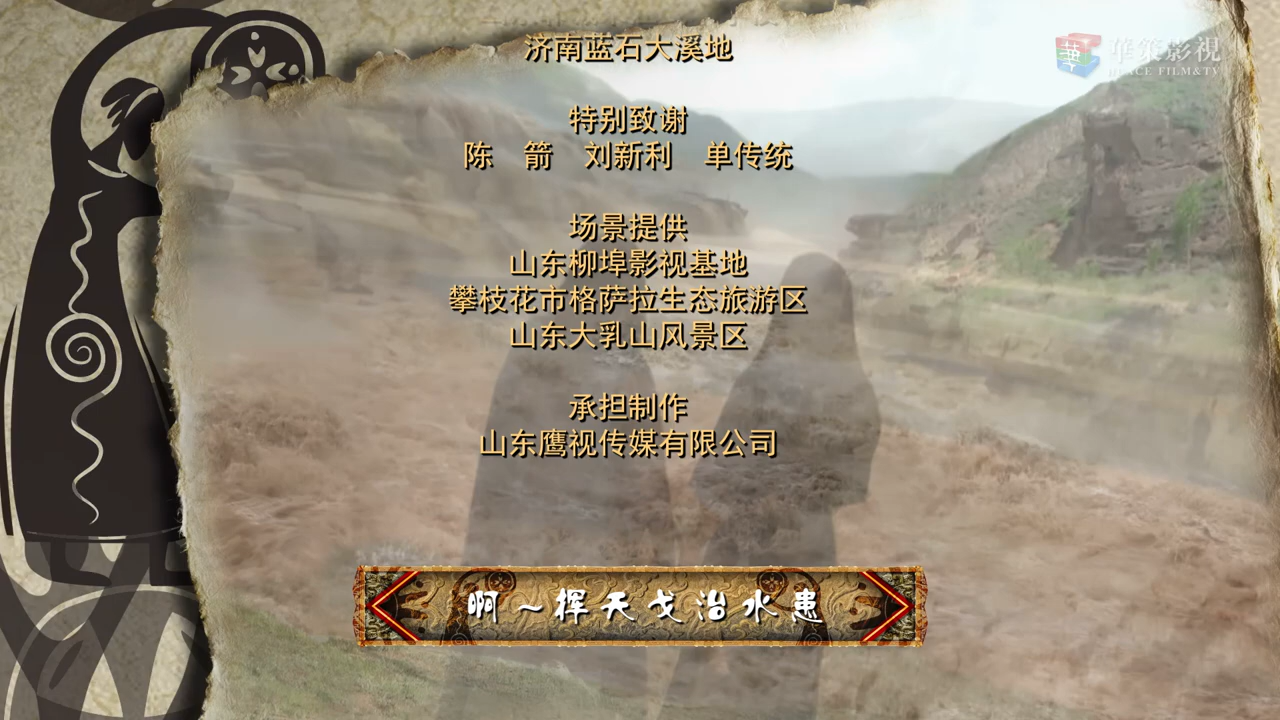 济南蓝石大溪地
華策影視
HUACE FILM&TV
特别致谢
陈　箭　刘新利　单传统
场景提供
山东柳埠影视基地
攀枝花市格萨拉生态旅游区
山东大乳山风景区
承担制作
山东鹰视传媒有限公司
啊～挥天戈治水患